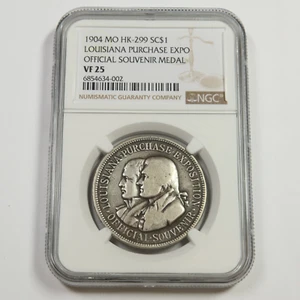 1904 MO HK-299 SC$1
LOUISIANA PURCHASE EXPO
OFFICIAL SOUVENIR MEDAL
VF 25
6854634-002
NUMISMATIC GUARANTY COMPANY
NGC
LOUISIANA·PURCHASE·EXPOSITION
OFFICIAL·SOUVENIR